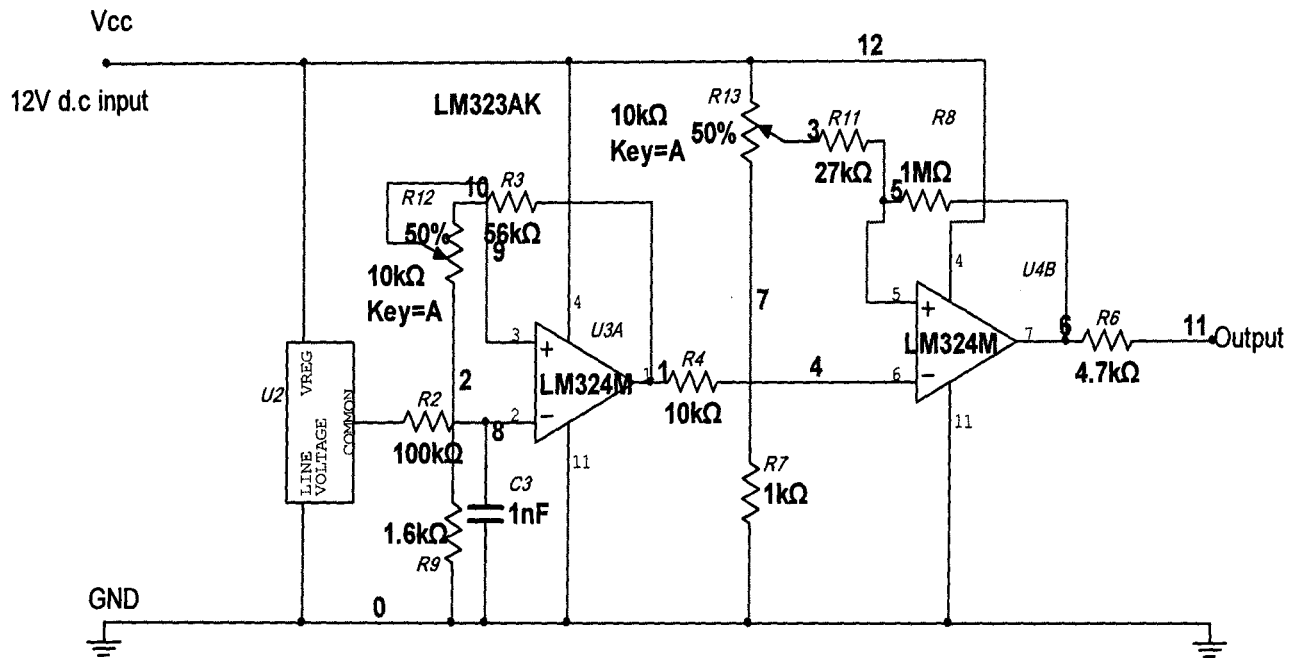 Vcc
12
12V d.c input
LM323AK
R13
10kΩ
50%
Key=A
3
R11
27kΩ
R8
1MΩ
5
10
R3
56kΩ
R12
50%
9
10kΩ
Key=A
4
U4B
7
5
+
LM324M
7
6
R6
4.7kΩ
11
Output
4
U3A
3
+
LM324M
1
1
R4
10kΩ
4
6
−
11
U2
VREG
LINE VOLTAGE
COMMON
2
R2
100kΩ
8
2
−
11
C3
1nF
R7
1kΩ
1.6kΩ
R9
GND
0